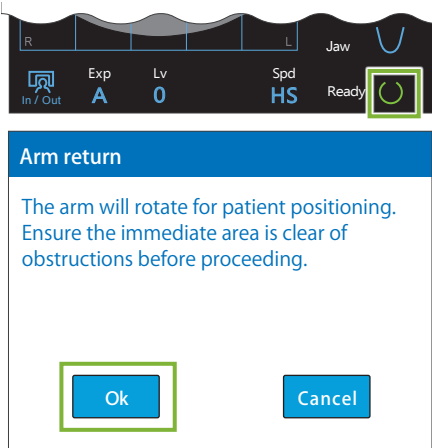 R L Jaw
Exp Lv Spd
In / Out A 0 HS Ready
Arm return
The arm will rotate for patient positioning.
Ensure the immediate area is clear of
obstructions before proceeding.
Ok Cancel